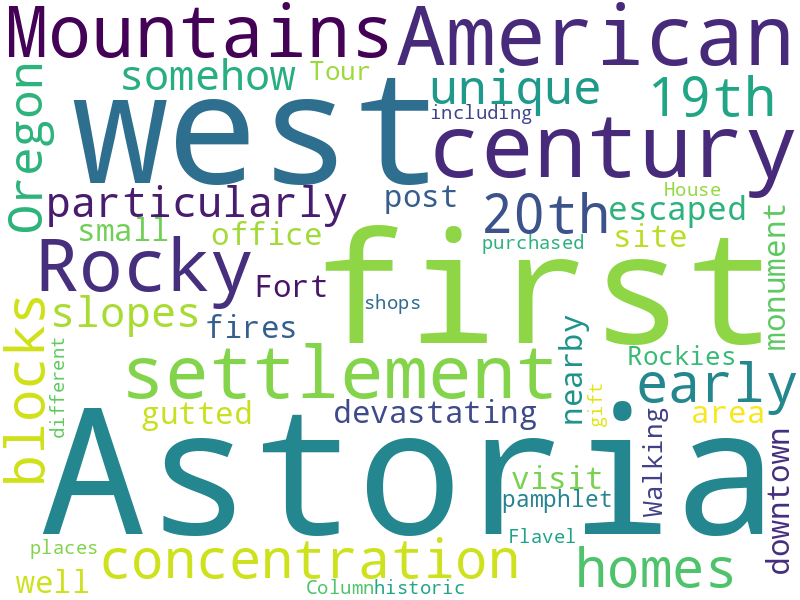 Mountains American
somehow Tour unique 19th
Oregon west including century
particularly post 20th House escaped
small office purchased site monument
Rocky Fort first
slopes fires shops nearby Rockies
blocks different settlement gift early
gutted devastating Walking area
Astoria visit downtown
pamphlet
Flavel
places concentration homes
well Column historic